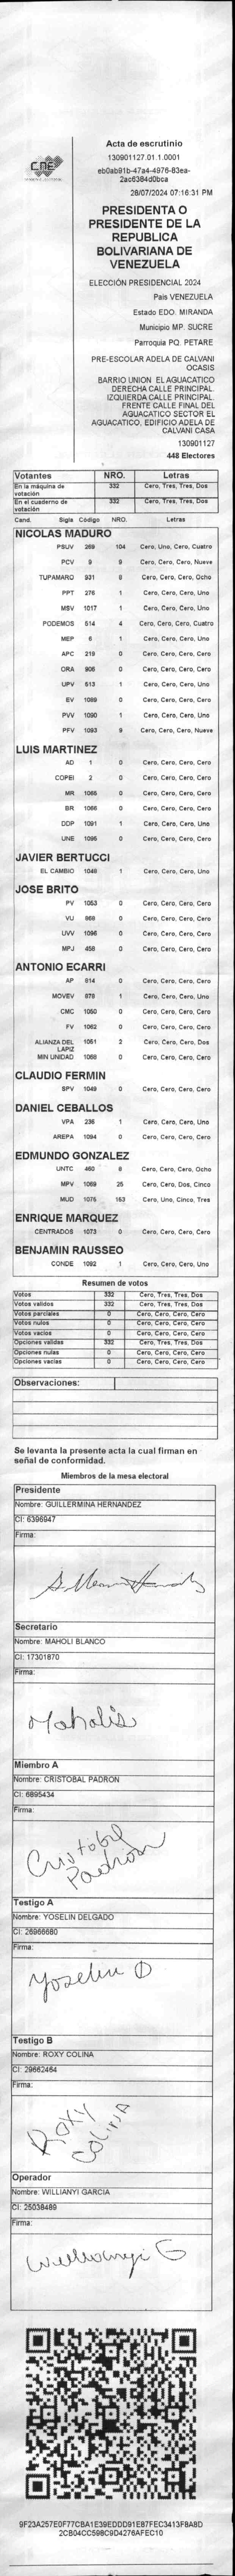 CNE
Acta de escrutinio
130901127.01.1.0001
eb0ab91b-47a4-4976-83ea-
2ac6384d0bca
28/07/2024 07:16:31 PM
PRESIDENTA O
PRESIDENTE DE LA
REPUBLICA
BOLIVARIANA DE
VENEZUELA
ELECCIÓN PRESIDENCIAL 2024
Pais VENEZUELA
Estado EDO. MIRANDA
Municipio MP. SUCRE
Parroquia PQ. PETARE
PRE-ESCOLAR ADELA DE CALVANI
OCASIS
BARRIO UNION EL AGUACATICO
DERECHA CALLE PRINCIPAL.
IZQUIERDA CALLE PRINCIPAL.
FRENTE CALLE FINAL DEL
AGUACATICO SECTOR EL
AGUACATICO, EDIFICIO ADELA DE
CALVANI CASA
130901127
448 Electores
Votantes NRO. Letras
En la máquina de votación 332 Cero, Tres, Tres, Dos
En el cuaderno de votación 332 Cero, Tres, Tres, Dos
Cand. Sigla Código NRO. Letras
NICOLAS MADURO
PSUV 269 104 Cero, Uno, Cero, Cuatro
PCV 9 9 Cero, Cero, Cero, Nueve
TUPAMARO 931 8 Cero, Cero, Cero, Ocho
PPT 276 1 Cero, Cero, Cero, Uno
MSV 1017 1 Cero, Cero, Cero, Uno
PODEMOS 514 4 Cero, Cero, Cero, Cuatro
MEP 6 1 Cero, Cero, Cero, Uno
APC 219 0 Cero, Cero, Cero, Cero
ORA 906 0 Cero, Cero, Cero, Cero
UPV 513 1 Cero, Cero, Cero, Uno
EV 1089 0 Cero, Cero, Cero, Cero
PVV 1090 1 Cero, Cero, Cero, Uno
PFV 1093 9 Cero, Cero, Cero, Nueve
LUIS MARTINEZ
AD 1 0 Cero, Cero, Cero, Cero
COPEI 2 0 Cero, Cero, Cero, Cero
MR 1065 0 Cero, Cero, Cero, Cero
BR 1066 0 Cero, Cero, Cero, Cero
DDP 1091 1 Cero, Cero, Cero, Uno
UNE 1095 0 Cero, Cero, Cero, Cero
JAVIER BERTUCCI
EL CAMBIO 1048 1 Cero, Cero, Cero, Uno
JOSE BRITO
PV 1053 0 Cero, Cero, Cero, Cero
VU 868 0 Cero, Cero, Cero, Cero
UVV 1096 0 Cero, Cero, Cero, Cero
MPJ 458 0 Cero, Cero, Cero, Cero
ANTONIO ECARRI
AP 814 0 Cero, Cero, Cero, Cero
MOVEV 878 1 Cero, Cero, Cero, Uno
CMC 1050 0 Cero, Cero, Cero, Cero
FV 1062 0 Cero, Cero, Cero, Cero
ALIANZA DEL LAPIZ 1051 2 Cero, Cero, Cero, Dos
MIN UNIDAD 1068 0 Cero, Cero, Cero, Cero
CLAUDIO FERMIN
SPV 1049 0 Cero, Cero, Cero, Cero
DANIEL CEBALLOS
VPA 236 1 Cero, Cero, Cero, Uno
AREPA 1094 0 Cero, Cero, Cero, Cero
EDMUNDO GONZALEZ
UNTC 460 8 Cero, Cero, Cero, Ocho
MPV 1069 25 Cero, Cero, Dos, Cinco
MUD 1076 153 Cero, Uno, Cinco, Tres
ENRIQUE MARQUEZ
CENTRADOS 1073 0 Cero, Cero, Cero, Cero
BENJAMIN RAUSSEO
CONDE 1092 1 Cero, Cero, Cero, Uno
Resumen de votos
Votos 332 Cero, Tres, Tres, Dos
Votos validos 332 Cero, Tres, Tres, Dos
Votos parciales 0 Cero, Cero, Cero, Cero
Votos nulos 0 Cero, Cero, Cero, Cero
Votos vacios 0 Cero, Cero, Cero, Cero
Opciones validas 332 Cero, Tres, Tres, Dos
Opciones nulas 0 Cero, Cero, Cero, Cero
Opciones vacias 0 Cero, Cero, Cero, Cero
Observaciones:
Se levanta la presente acta la cual firman en
señal de conformidad.
Miembros de la mesa electoral
Presidente
Nombre: GUILLERMINA HERNANDEZ
CI: 6396947
Firma:
Secretario
Nombre: MAHOLI BLANCO
CI: 17301870
Firma:
Miembro A
Nombre: CRISTOBAL PADRON
CI: 6895434
Firma:
Cristobal
Padron
Testigo A
Nombre: YOSELIN DELGADO
CI: 26966680
Firma:
Yoselin D
Testigo B
Nombre: ROXY COLINA
CI: 29662464
Firma:
ROXY
COLINA
Operador
Nombre: WILLIANYI GARCIA
CI: 25038489
Firma:
Willianyi G
9F23A257E0F77CBA1E39EDDD91E87FEC3413F8A8D
2CB04CC598C9D4276AFEC10